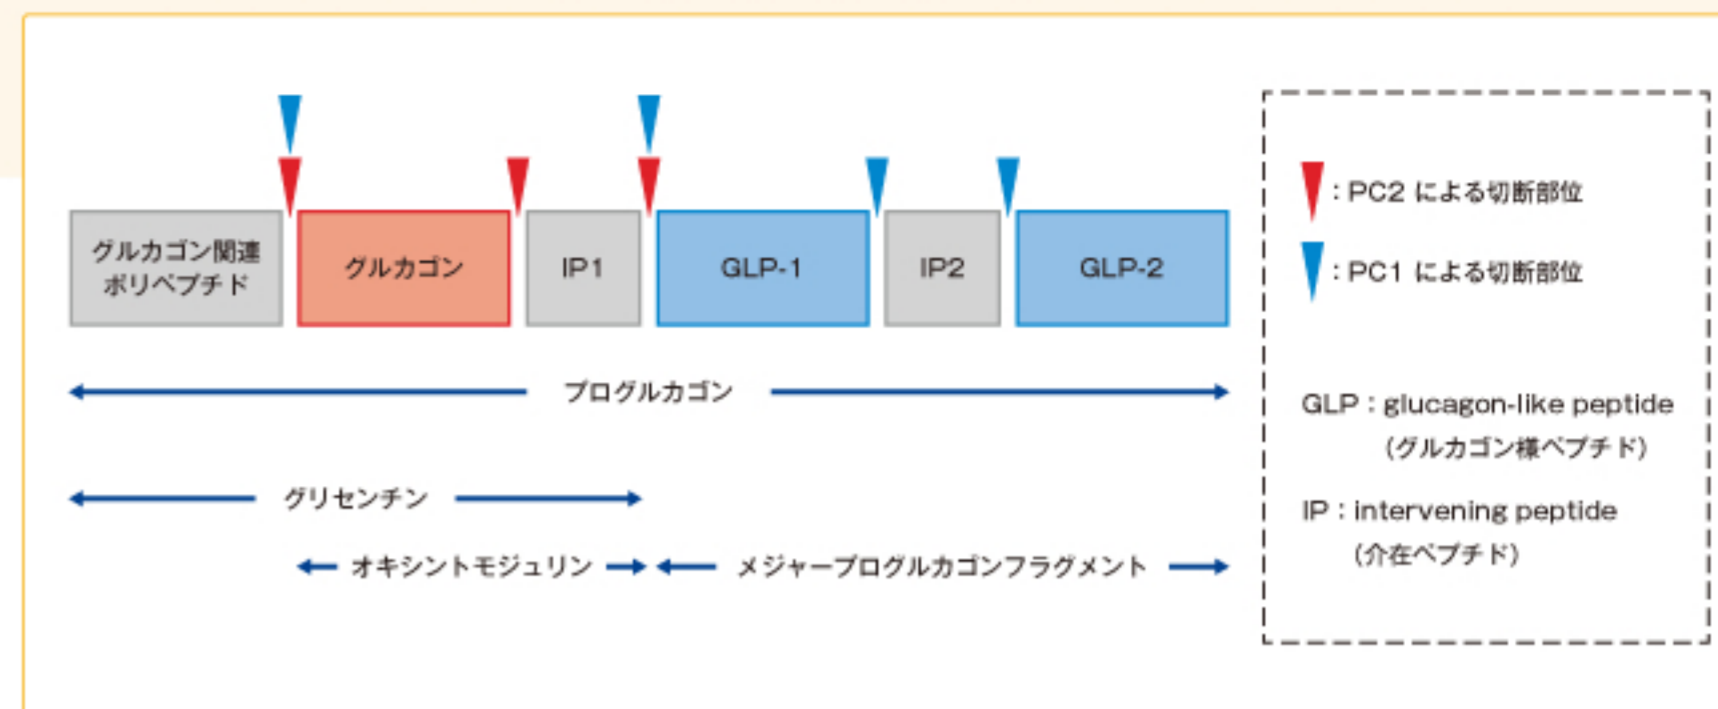 グルカゴン関連
ポリペプチド
グルカゴン
IP1
GLP-1
IP2
GLP-2
プログルカゴン
グリセンチン
オキシントモジュリン
メジャープログルカゴンフラグメント
：PC2 による切断部位
：PC1 による切断部位
GLP：glucagon-like peptide
(グルカゴン様ペプチド)
IP：intervening peptide
(介在ペプチド)